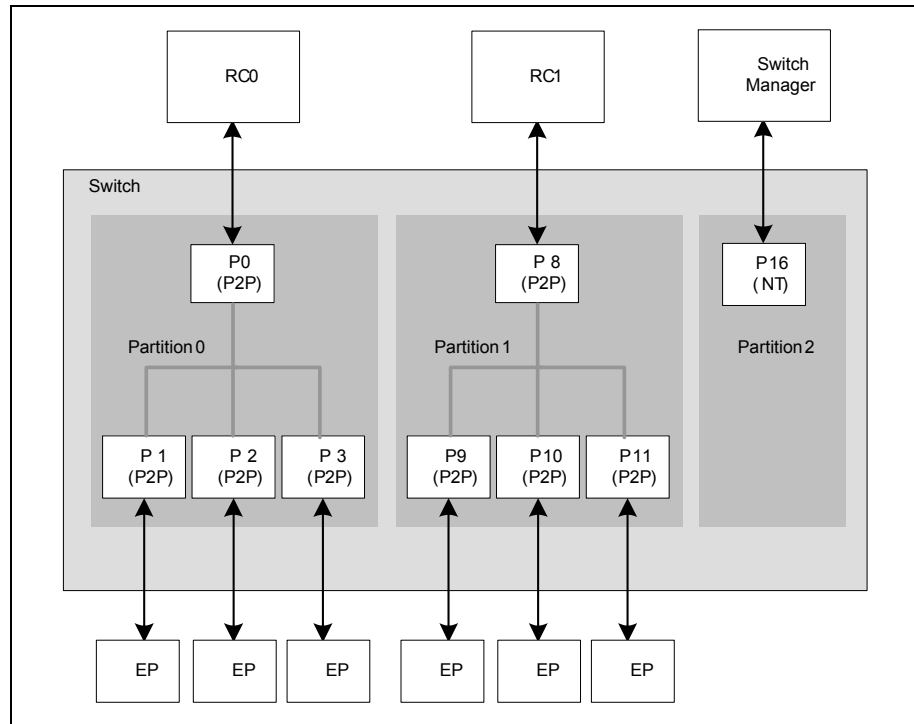 RC0
RC1
Switch
Manager
Switch
P0
(P2P)
P 8
(P2P)
P16
( NT)
Partition 0
Partition 1
Partition 2
P 1
(P2P)
P 2
(P2P)
P 3
(P2P)
P9
(P2P)
P10
(P2P)
P11
(P2P)
EP
EP
EP
EP
EP
EP